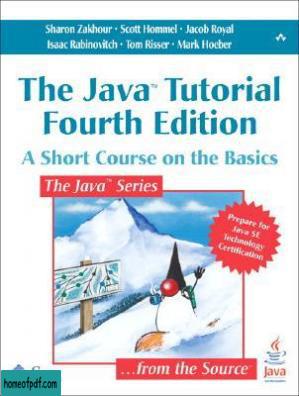 Sharon Zakhour • Scott Hommel • Jacob Royal
Isaac Rabinovitch • Tom Risser • Mark Hoeber
The Java™ Tutorial
Fourth Edition
A Short Course on the Basics
The Java™ Series
Prepare for
Java SE
Technology
Certification
...from the Source™
Java
homeofpdf.com